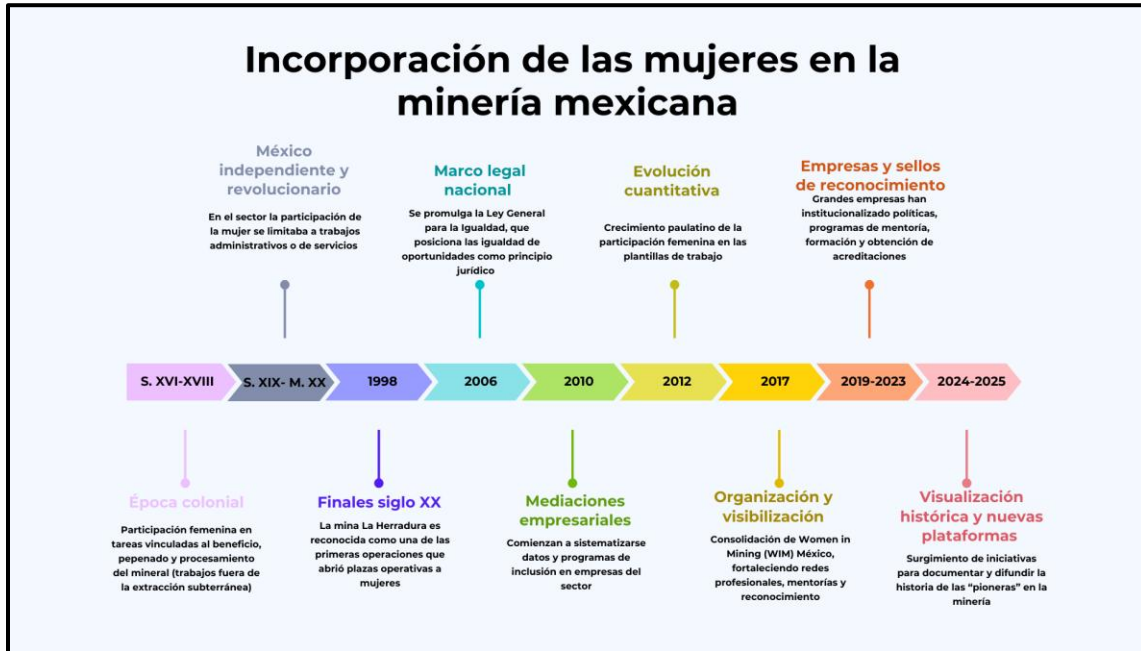 Incorporación de las mujeres en la
minería mexicana
México
independiente y
revolucionario
En el sector la participación de
la mujer se limitaba a trabajos
administrativos o de servicios
Marco legal
nacional
Se promulga la Ley General
para la Igualdad, que
posiciona las igualdad de
oportunidades como principio
jurídico
Evolución
cuantitativa
Crecimiento paulatino de la
participación femenina en las
plantillas de trabajo
Empresas y sellos
de reconocimiento
Grandes empresas han
institucionalizado políticas,
programas de mentoría,
formación y obtención de
acreditaciones
S. XVI-XVIII
S. XIX- M. XX
1998
2006
2010
2012
2017
2019-2023
2024-2025
Época colonial
Participación femenina en
tareas vinculadas al beneficio,
pepenado y procesamiento
del mineral (trabajos fuera de
la extracción subterránea)
Finales siglo XX
La mina La Herradura es
reconocida como una de las
primeras operaciones que
abrió plazas operativas a
mujeres
Mediaciones
empresariales
Comienzan a sistematizarse
datos y programas de
inclusión en empresas del
sector
Organización y
visibilización
Consolidación de Women in
Mining (WIM) México,
fortaleciendo redes
profesionales, mentorías y
reconocimiento
Visualización
histórica y nuevas
plataformas
Surgimiento de iniciativas
para documentar y difundir la
historia de las “pioneras” en la
minería